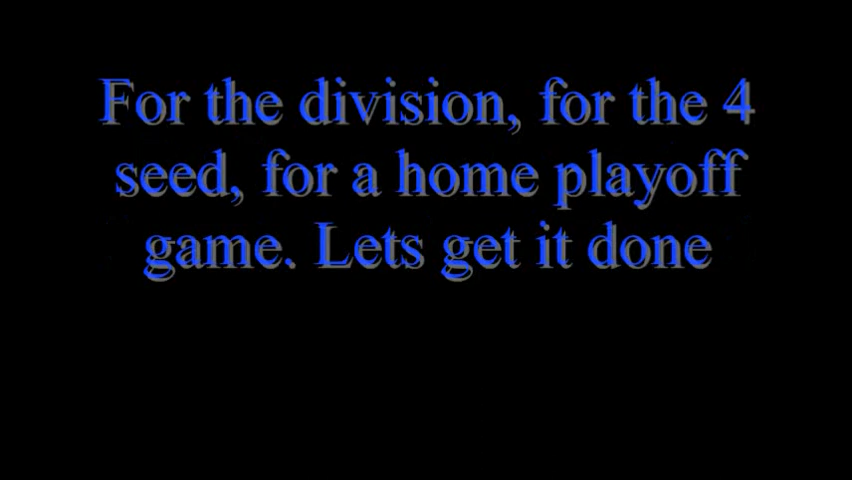 For the division, for the 4
seed, for a home playoff
game. Lets get it done